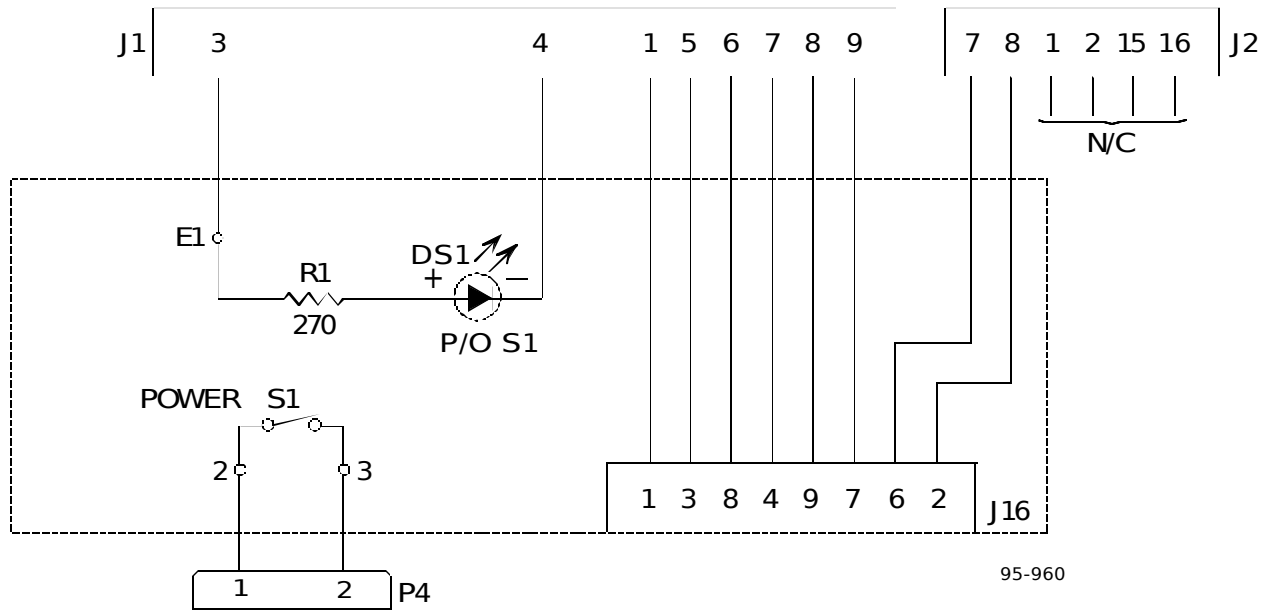 J1 3 4 1 5 6 7 8 9 7 8 1 2 15 16 J2
N/C
E1
DS1
R1 + —
270
P/O S1
POWER S1
2 3
1 3 8 4 9 7 6 2
J16
95-960
1 2 P4